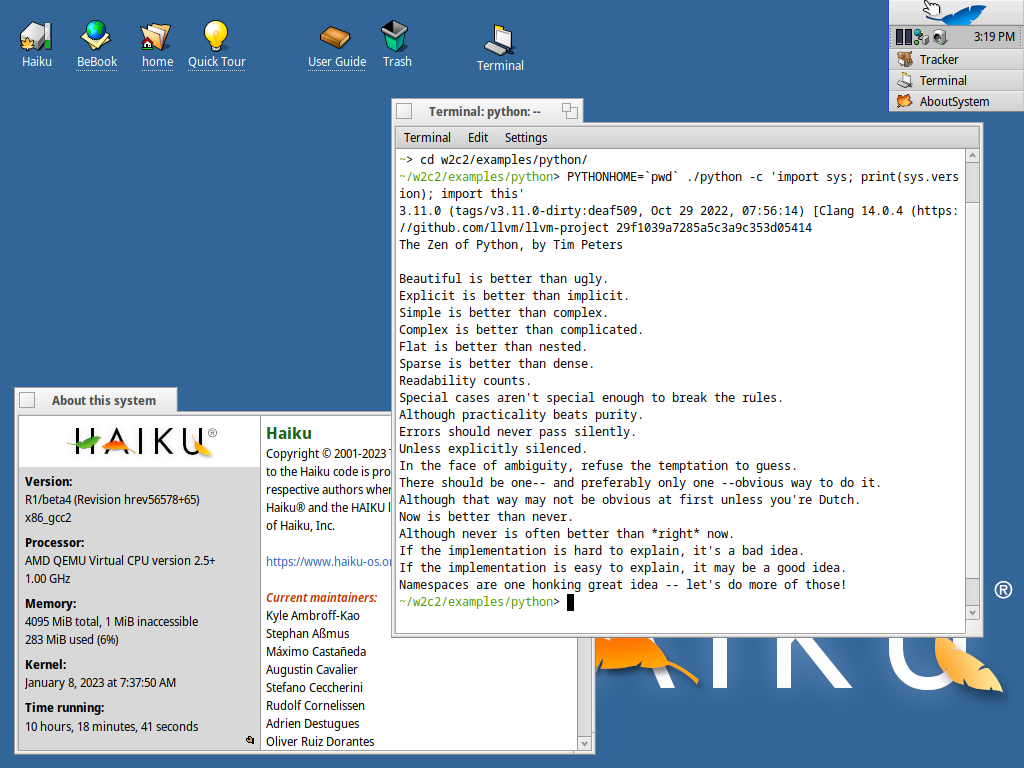 Haiku
BeBook
home
Quick Tour
User Guide
Trash
Terminal
3:19 PM
Tracker
Terminal
AboutSystem
Terminal: python: --
Terminal Edit Settings
~> cd w2c2/examples/python/
~/w2c2/examples/python> PYTHONHOME=`pwd` ./python -c 'import sys; print(sys.vers
ion); import this'
3.11.0 (tags/v3.11.0-dirty:deaf509, Oct 29 2022, 07:56:14) [Clang 14.0.4 (https:
//github.com/llvm/llvm-project 29f1039a7285a5c3a9c353d05414
The Zen of Python, by Tim Peters
Beautiful is better than ugly.
Explicit is better than implicit.
Simple is better than complex.
Complex is better than complicated.
Flat is better than nested.
Sparse is better than dense.
Readability counts.
Special cases aren't special enough to break the rules.
Although practicality beats purity.
Errors should never pass silently.
Unless explicitly silenced.
In the face of ambiguity, refuse the temptation to guess.
There should be one-- and preferably only one --obvious way to do it.
Although that way may not be obvious at first unless you're Dutch.
Now is better than never.
Although never is often better than *right* now.
If the implementation is hard to explain, it's a bad idea.
If the implementation is easy to explain, it may be a good idea.
Namespaces are one honking great idea -- let's do more of those!
~/w2c2/examples/python>
About this system
HAIKU®
Version:
R1/beta4 (Revision hrev56578+65)
x86_gcc2
Processor:
AMD QEMU Virtual CPU version 2.5+
1.00 GHz
Memory:
4095 MiB total, 1 MiB inaccessible
283 MiB used (6%)
Kernel:
January 8, 2023 at 7:37:50 AM
Time running:
10 hours, 18 minutes, 41 seconds
Haiku
Copyright © 2001-2023
to the Haiku code is
respective authors
Haiku® and the HAIKU
of Haiku, Inc.
https://www.haiku-os.
Current maintainers:
Kyle Ambroff-Kao
Stephan Aßmus
Máximo Castañeda
Augustin Cavalier
Stefano Ceccherini
Rudolf Cornelissen
Adrien Destugues
Oliver Ruiz Dorantes
AIKU®